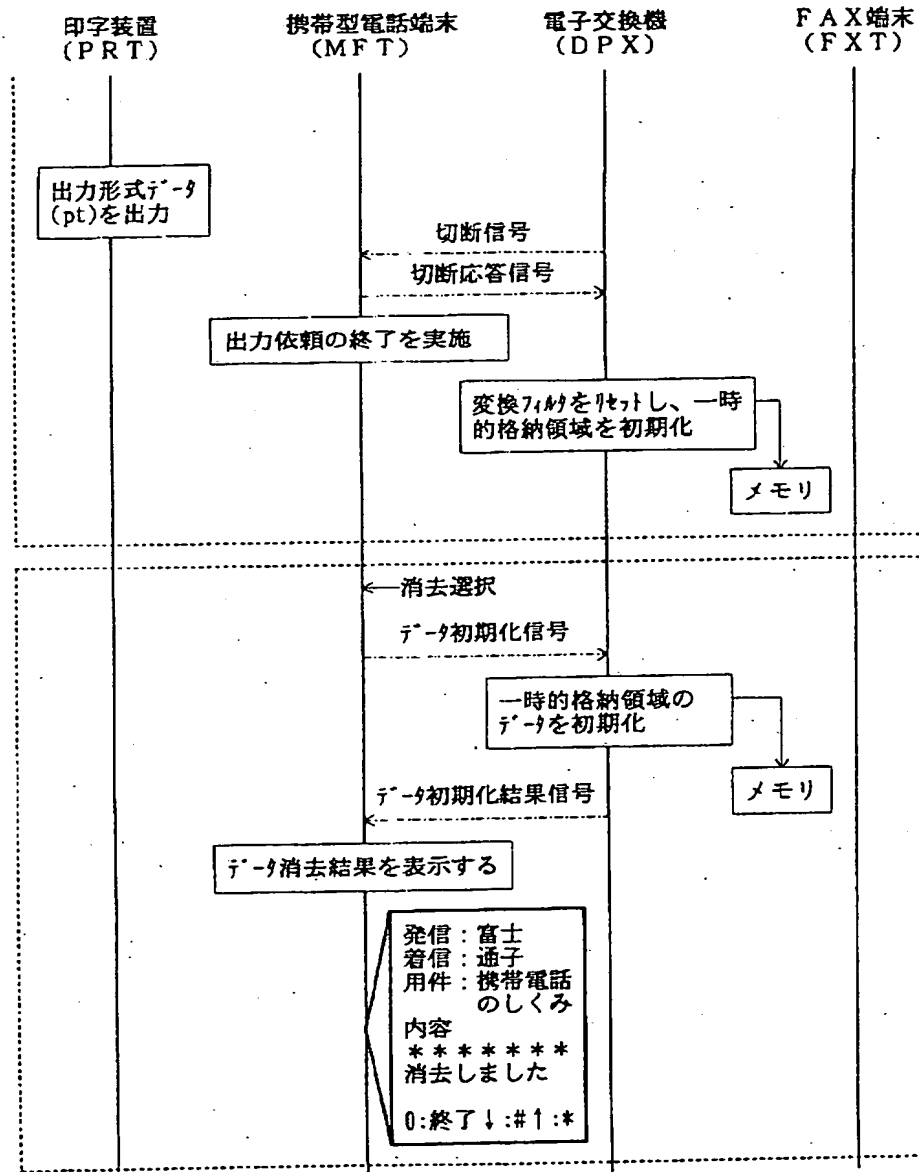 印字装置
(PRT)
携帯型電話端末
(MFT)
電子交換機
(DPX)
FAX端末
(FXT)
出力形式ﾃﾞｰﾀ
(pt)を出力
切断信号
切断応答信号
出力依頼の終了を実施
変換ﾌｨﾙﾀをﾘｾｯﾄし、一時
的格納領域を初期化
メモリ
消去選択
ﾃﾞｰﾀ初期化信号
一時的格納領域の
ﾃﾞｰﾀを初期化
メモリ
ﾃﾞｰﾀ初期化結果信号
ﾃﾞｰﾀ消去結果を表示する
発信:富士
着信:通子
用件:携帯電話
のしくみ
内容
*******
消去しました
0:終了↓:#↑:*